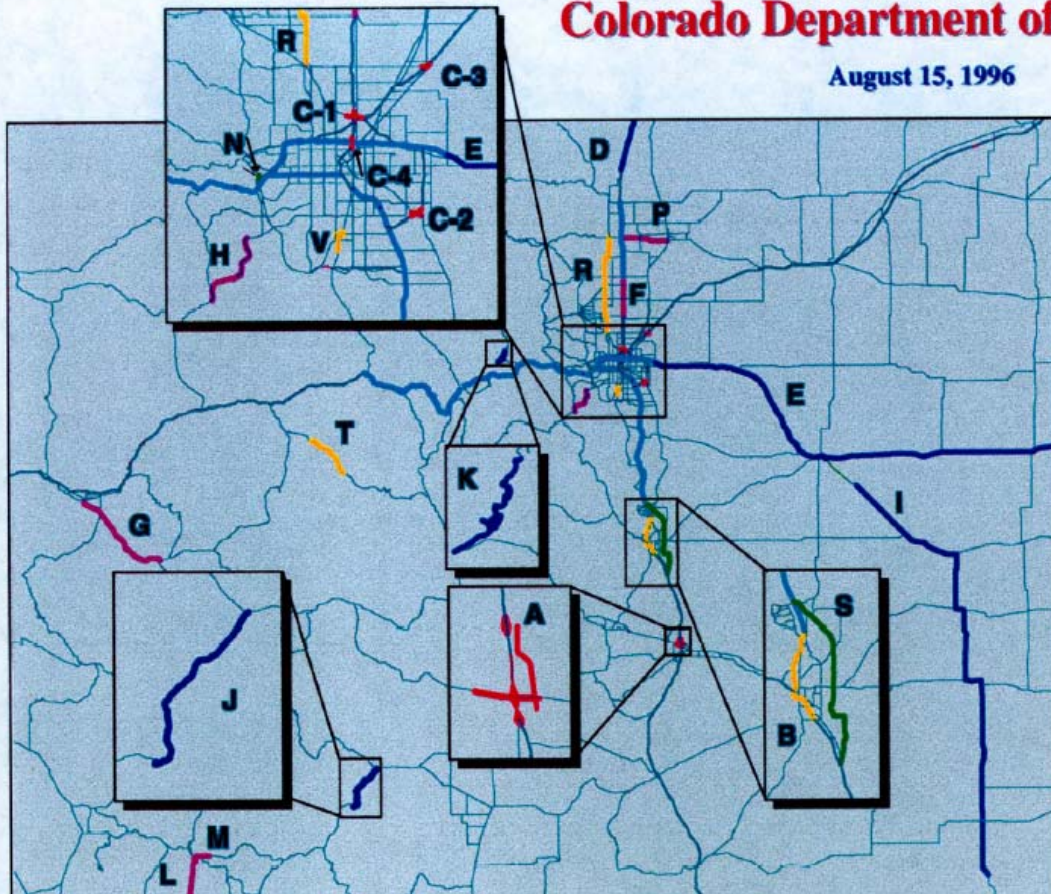 Colorado Department of
August 15, 1996
R
C-3
C-1
N
E
C-4
C-2
V
H
D
P
R
F
E
T
K
I
G
A
S
J
B
M
L